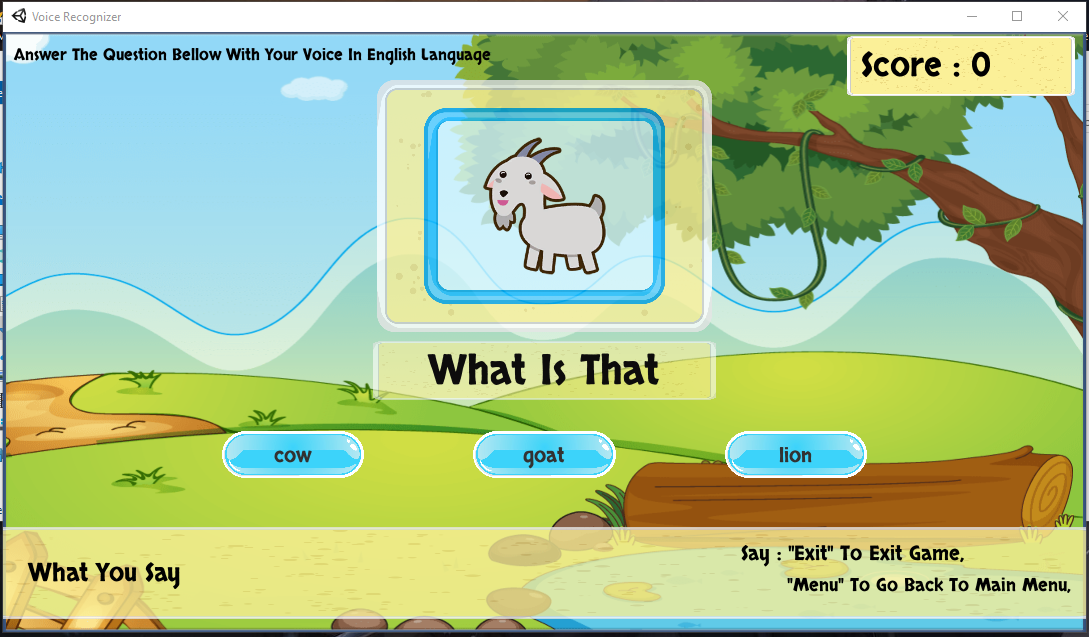 Voice Recognizer
Answer The Question Bellow With Your Voice In English Language
Score : 0
What Is That
cow
goat
lion
What You Say
Say : "Exit" To Exit Game,
"Menu" To Go Back To Main Menu,